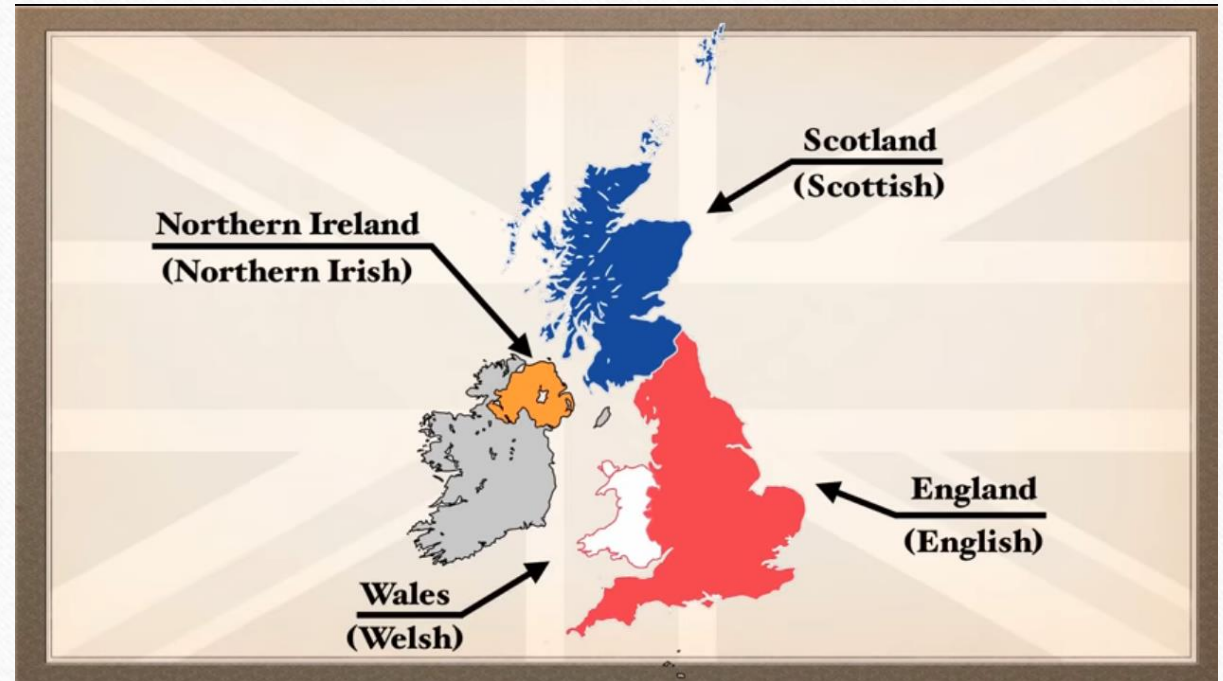 Scotland
(Scottish)
Northern Ireland
(Northern Irish)
England
(English)
Wales
(Welsh)